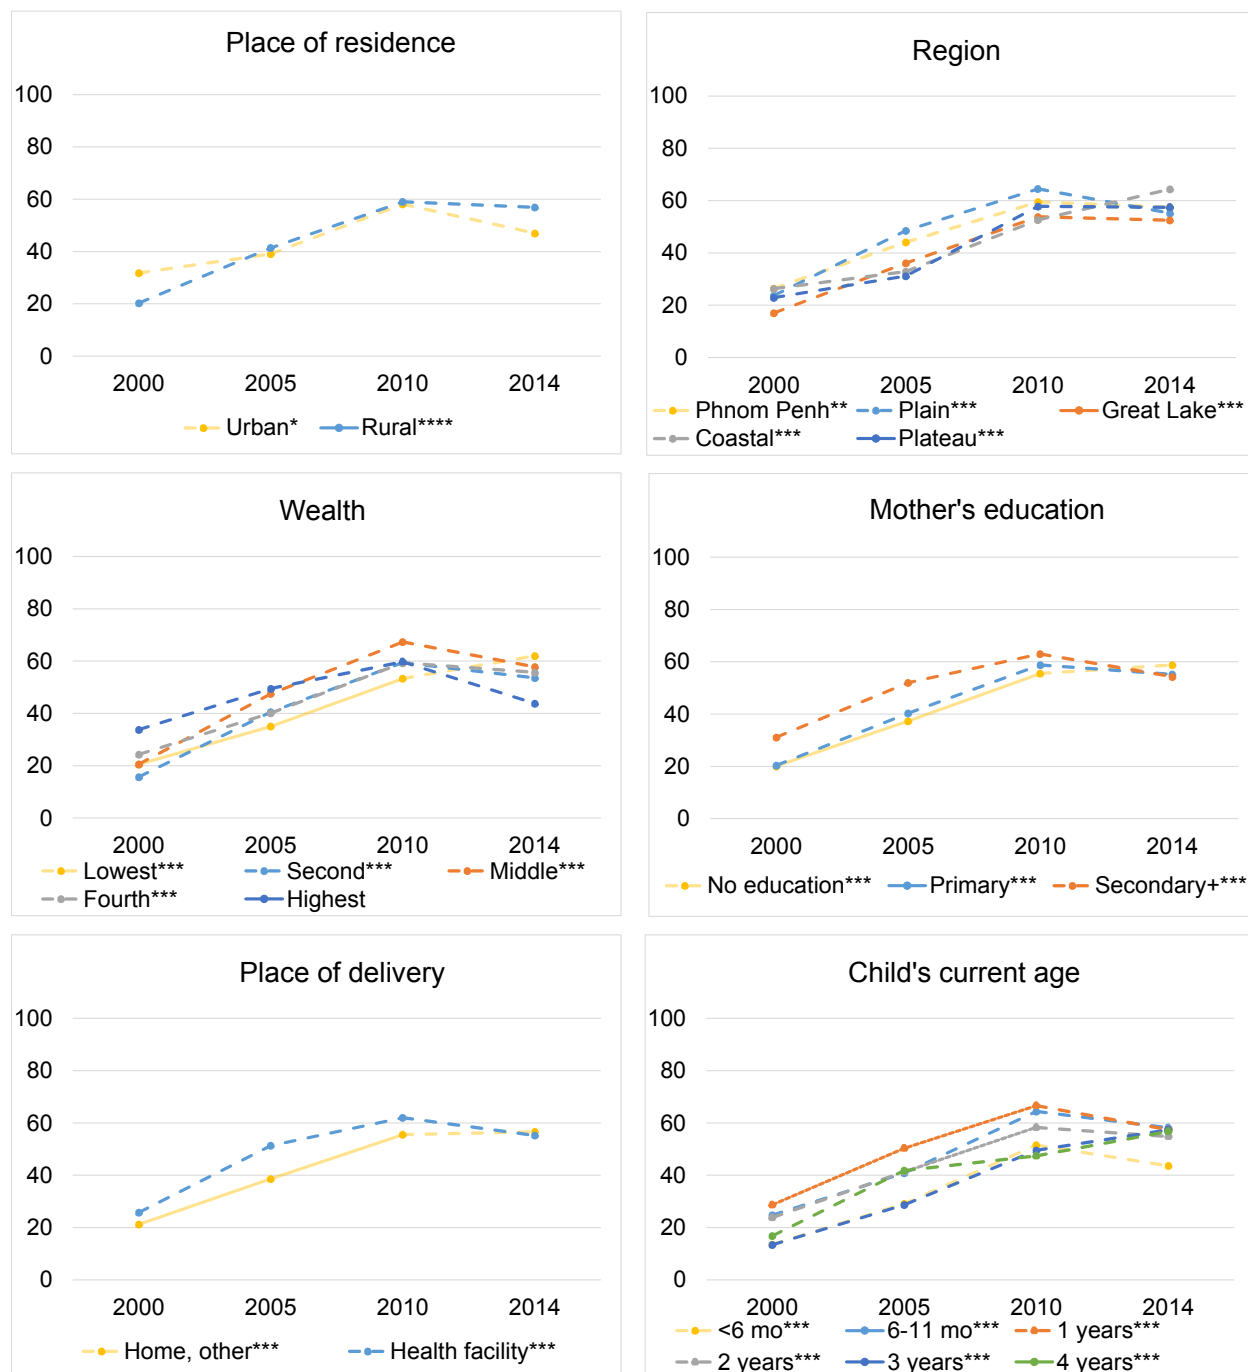 Place of residence
100
80
60
40
20
0
2000 2005 2010 2014
Urban* Rural****
Region
100
80
60
40
20
0
2000 2005 2010 2014
Phnom Penh** Plain*** Great Lake***
Coastal*** Plateau***
Wealth
100
80
60
40
20
0
2000 2005 2010 2014
Lowest*** Second*** Middle***
Fourth*** Highest
Mother's education
100
80
60
40
20
0
2000 2005 2010 2014
No education*** Primary*** Secondary+***
Place of delivery
100
80
60
40
20
0
2000 2005 2010 2014
Home, other*** Health facility***
Child's current age
100
80
60
40
20
0
2000 2005 2010 2014
<6 mo*** 6-11 mo*** 1 years***
2 years*** 3 years*** 4 years***